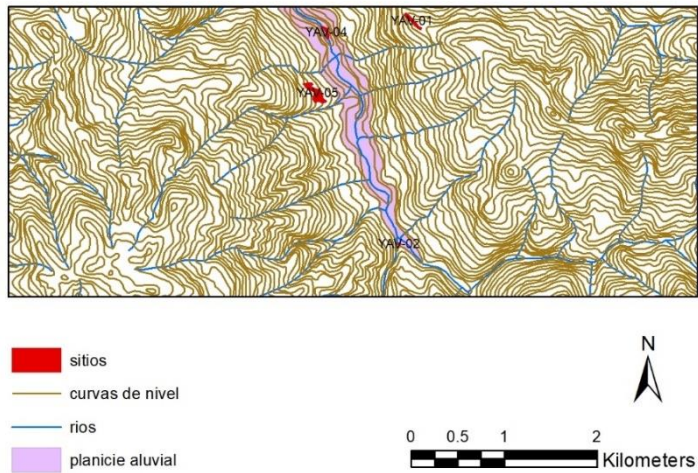 YAV-04
YAV-01
YAV-05
YAV-02
sitios
N
curvas de nivel
rios
planicie aluvial
0 0.5 1 2
Kilometers